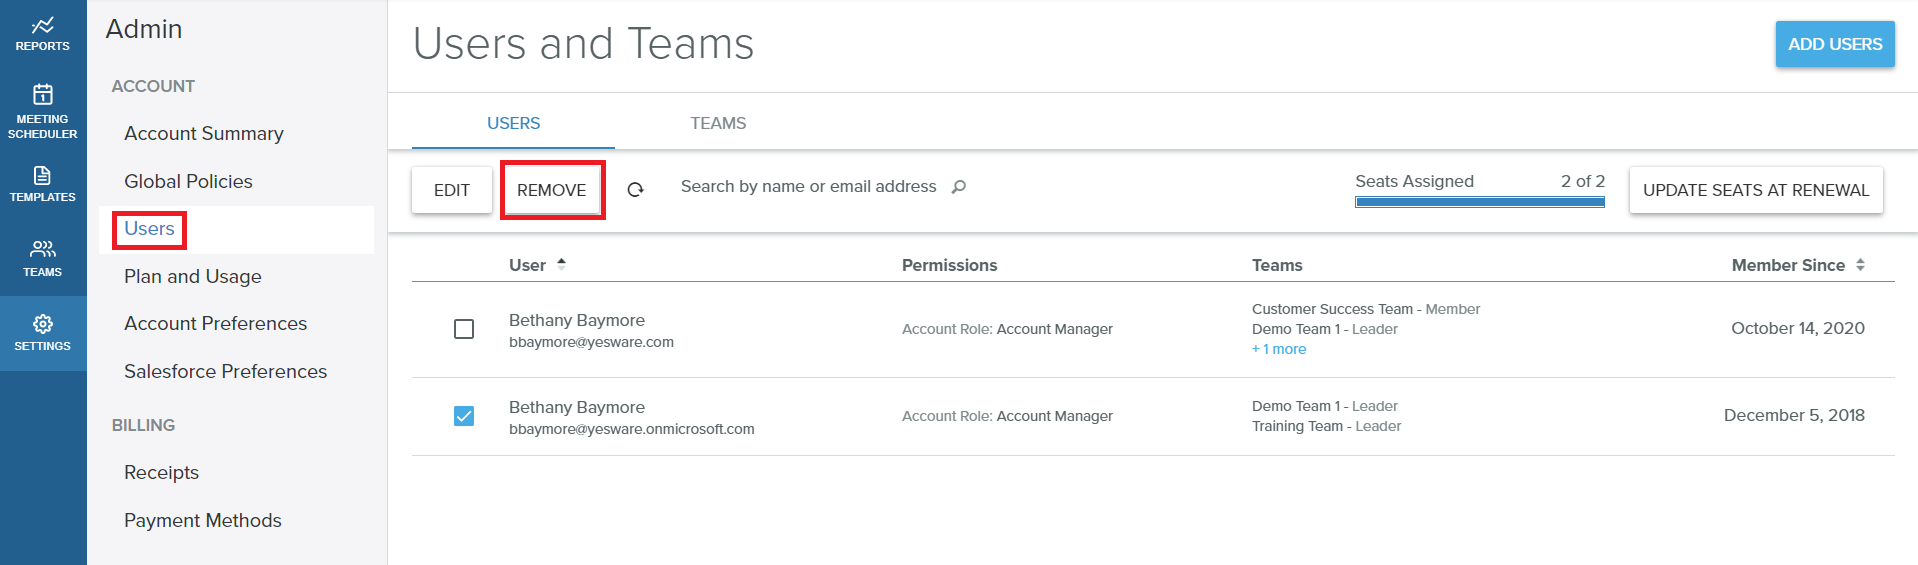 REPORTS
MEETING
SCHEDULER
TEMPLATES
TEAMS
SETTINGS
Admin
ACCOUNT
Account Summary
Global Policies
Users
Plan and Usage
Account Preferences
Salesforce Preferences
BILLING
Receipts
Payment Methods
Users and Teams
ADD USERS
USERS TEAMS
EDIT REMOVE Search by name or email address Seats Assigned 2 of 2 UPDATE SEATS AT RENEWAL
User Permissions Teams Member Since
Bethany Baymore
bbaymore@yesware.com
Account Role: Account Manager
Customer Success Team - Member
Demo Team 1 - Leader
+ 1 more
October 14, 2020
Bethany Baymore
bbaymore@yesware.onmicrosoft.com
Account Role: Account Manager
Demo Team 1 - Leader
Training Team - Leader
December 5, 2018